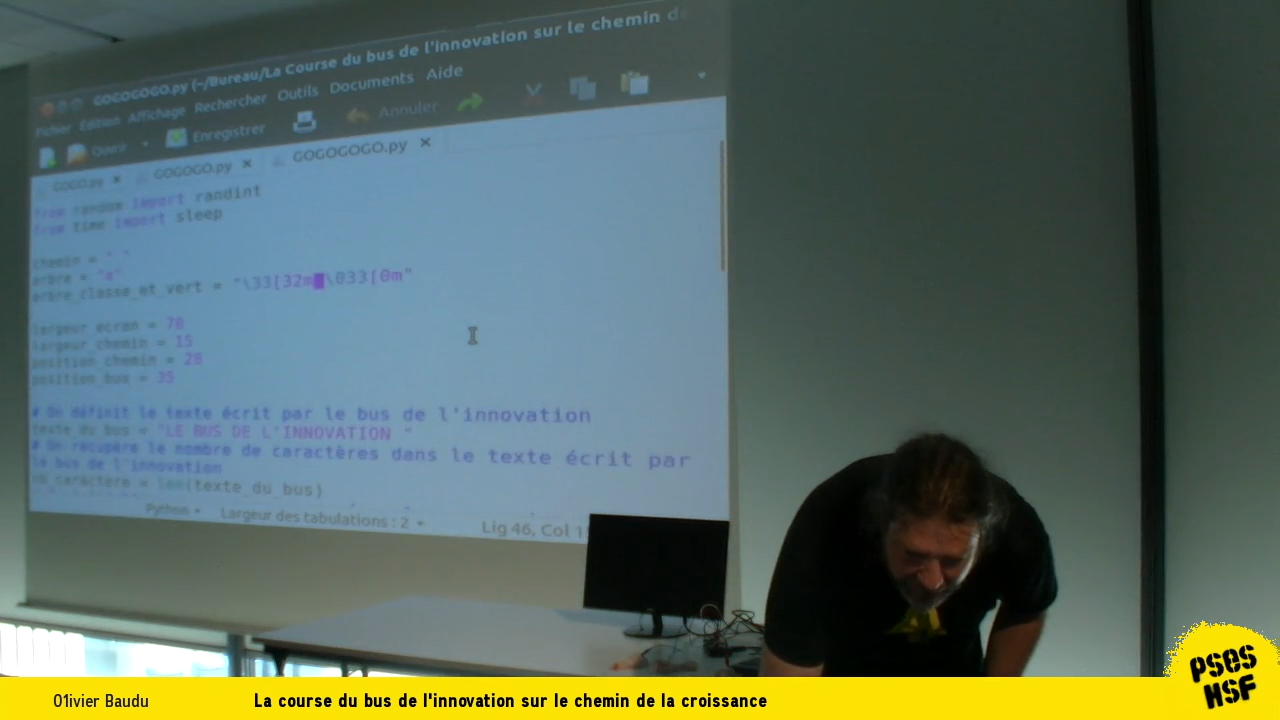 GOGOGOGO.py (~/Bureau/La Course du bus de l'innovation sur le chemin d
Fichier Édition Affichage Rechercher Outils Documents Aide
Ouvrir Enregistrer Annuler
GOGO.py × GOGOGO.py × GOGOGOGO.py ×
from random import randint
from time import sleep
chemin = " "
arbre = "a"
arbre_classe_et_vert = "\33[32m█\033[0m"
largeur_ecran = 70
largeur_chemin = 15
position_chemin = 28
position_bus = 35
# On définit le texte écrit par le bus de l'innovation
texte_du_bus = "LE BUS DE L'INNOVATION "
# On récupère le nombre de caractères dans le texte écrit par
le bus de l'innovation
nb_caractere = len(texte_du_bus)
Python Largeur des tabulations : 2 Lig 46, Col 1
01ivier Baudu
La course du bus de l'innovation sur le chemin de la croissance
PSES
HSF